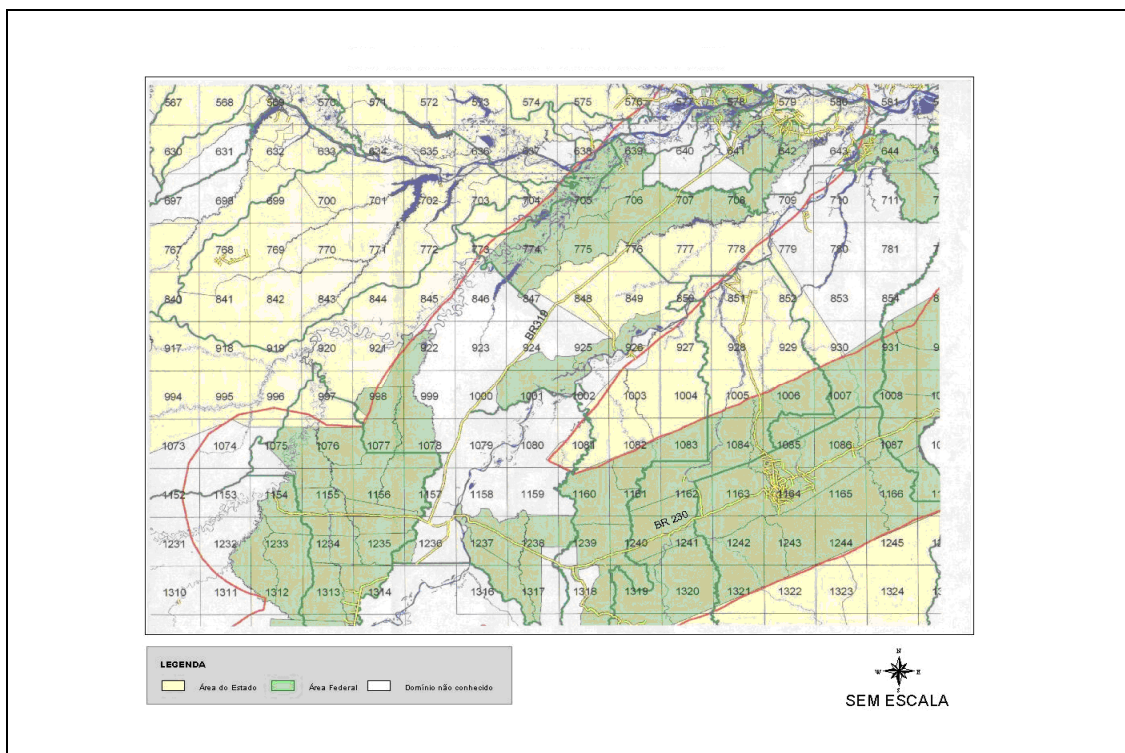 567 568 569 570 571 572 573 574 575 576 577 578 579 580 581
630 631 632 633 634 635 636 637 638 639 640 641 642 643 644
697 698 699 700 701 702 703 704 705 706 707 708 709 710 711
767 768 769 770 771 772 773 774 775 776 777 778 779 780 781
840 841 842 843 844 845 846 847 848 849 850 851 852 853 854
BR319
917 918 919 920 921 922 923 924 925 926 927 928 929 930 931
994 995 996 997 998 999 1000 1001 1002 1003 1004 1005 1006 1007 1008
1073 1074 1075 1076 1077 1078 1079 1080 1081 1082 1083 1084 1085 1086 1087
1152 1153 1154 1155 1156 1157 1158 1159 1160 1161 1162 1163 1164 1165 1166
BR 230
1231 1232 1233 1234 1235 1236 1237 1238 1239 1240 1241 1242 1243 1244 1245
1310 1311 1312 1313 1314 1316 1317 1318 1319 1320 1321 1322 1323 1324
LEGENDA
Área do Estado Área Federal Domínio não conhecido
N
W E
S
SEM ESCALA